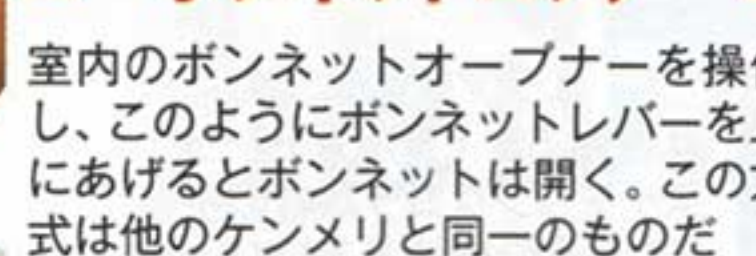 室内のボンネットオープナーを操
し、このようにボンネットレバーを
にあげるとボンネットは開く。この
式は他のケンメリと同一のものだ